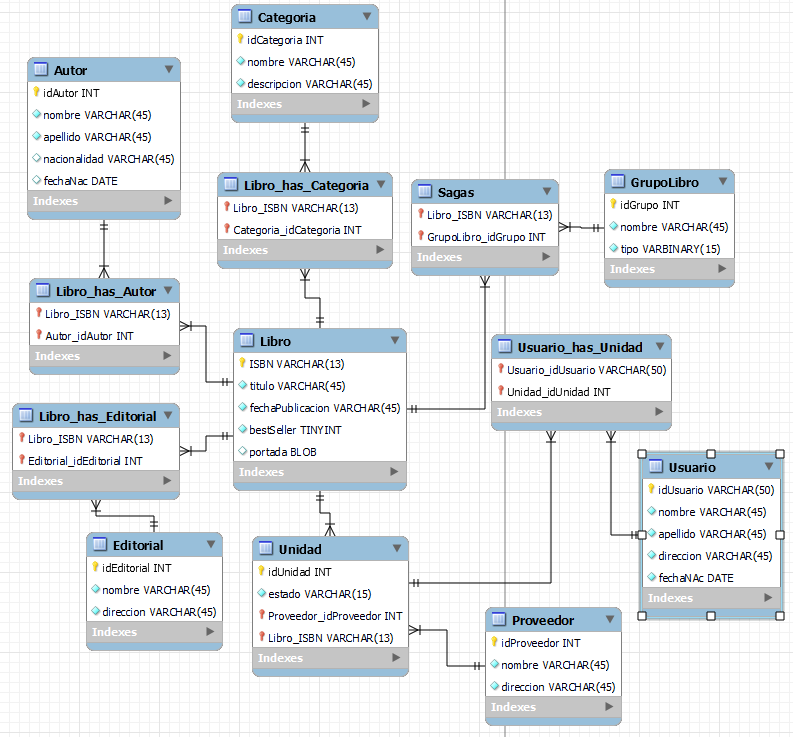 Categoria
idCategoria INT
nombre VARCHAR(45)
descripcion VARCHAR(45)
Indexes
Autor
idAutor INT
nombre VARCHAR(45)
apellido VARCHAR(45)
nacionalidad VARCHAR(45)
fechaNac DATE
Indexes
Libro_has_Categoria
Libro_ISBN VARCHAR(13)
Categoria_idCategoria INT
Indexes
Sagas
Libro_ISBN VARCHAR(13)
GrupoLibro_idGrupo INT
Indexes
GrupoLibro
idGrupo INT
nombre VARCHAR(45)
tipo VARBINARY(15)
Indexes
Libro_has_Autor
Libro_ISBN VARCHAR(13)
Autor_idAutor INT
Indexes
Libro
ISBN VARCHAR(13)
titulo VARCHAR(45)
fechaPublicacion VARCHAR(45)
bestSeller TINYINT
portada BLOB
Indexes
Usuario_has_Unidad
Usuario_idUsuario VARCHAR(50)
Unidad_idUnidad INT
Indexes
Libro_has_Editorial
Libro_ISBN VARCHAR(13)
Editorial_idEditorial INT
Indexes
Usuario
idUsuario VARCHAR(50)
nombre VARCHAR(45)
apellido VARCHAR(45)
direccion VARCHAR(45)
fechaNAc DATE
Indexes
Editorial
idEditorial INT
nombre VARCHAR(45)
direccion VARCHAR(45)
Indexes
Unidad
idUnidad INT
estado VARCHAR(15)
Proveedor_idProveedor INT
Libro_ISBN VARCHAR(13)
Indexes
Proveedor
idProveedor INT
nombre VARCHAR(45)
direccion VARCHAR(45)
Indexes